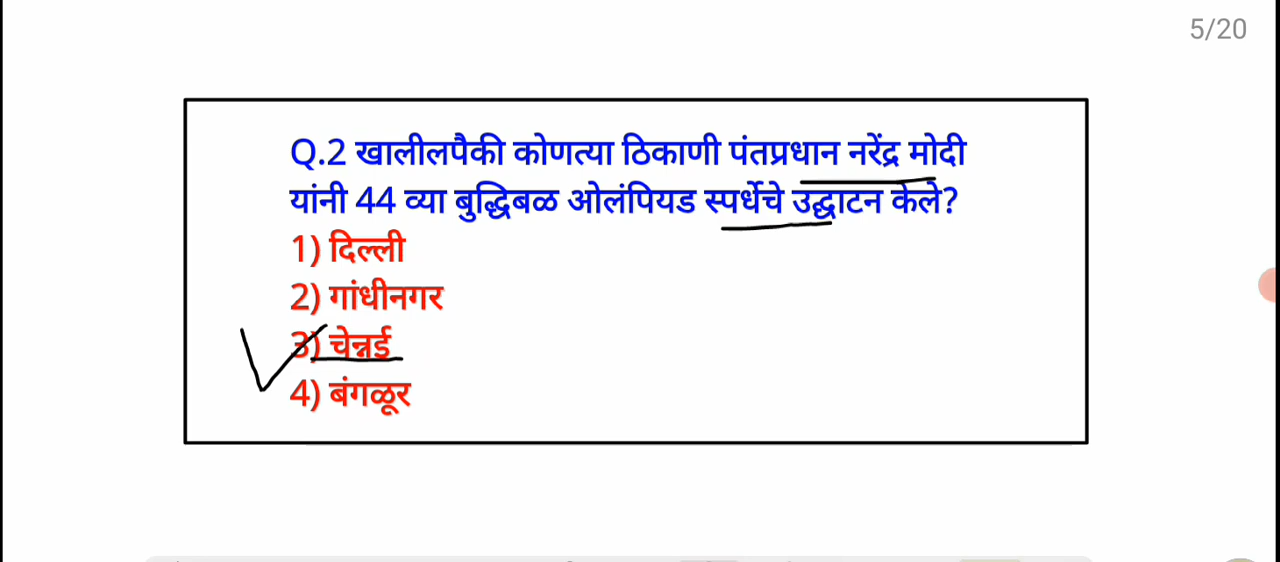 5/20
Q.2 खालीलपैकी कोणत्या ठिकाणी पंतप्रधान नरेंद्र मोदी
यांनी 44 व्या बुद्धिबळ ओलंपियड स्पर्धेचे उद्घाटन केले?
1) दिल्ली
2) गांधीनगर
3) चेन्नई
4) बंगळूर